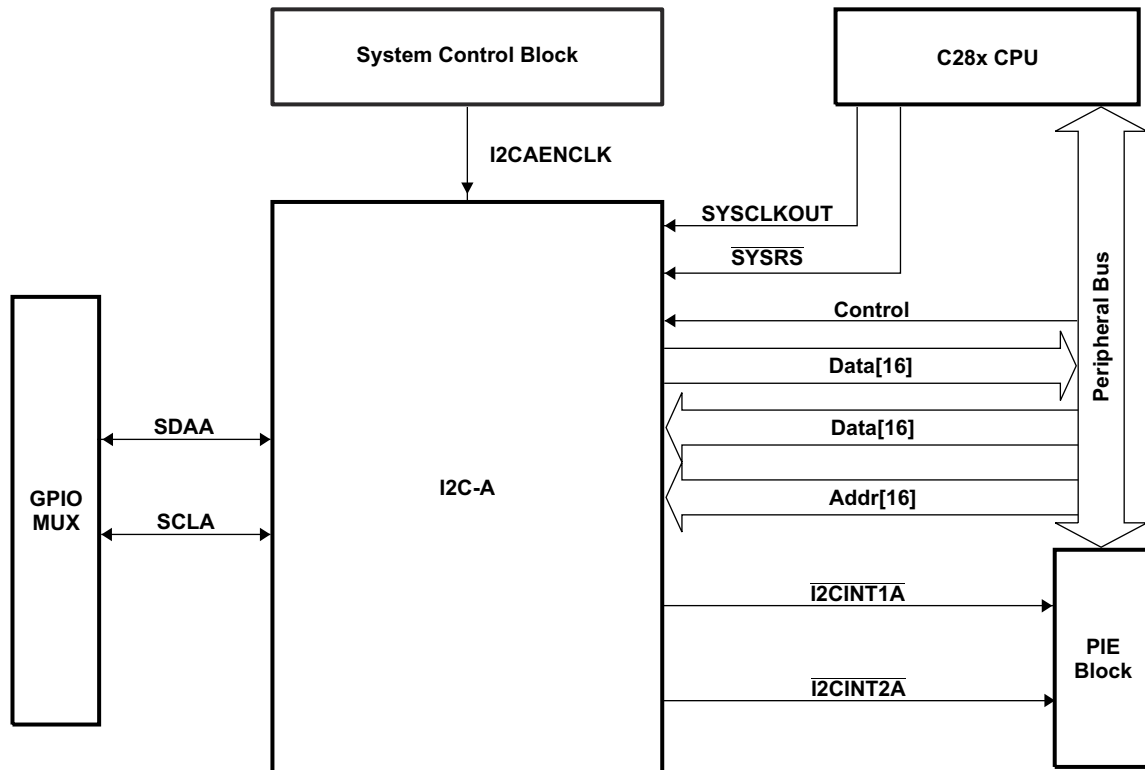 System Control Block
C28x CPU
I2CAENCLK
SYSCLKOUT
SYSRS
Control
Data[16]
Data[16]
Addr[16]
Peripheral Bus
SDAA
SCLA
GPIO
MUX
I2C-A
I2CINT1A
I2CINT2A
PIE
Block